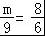 m/9 = 8/6